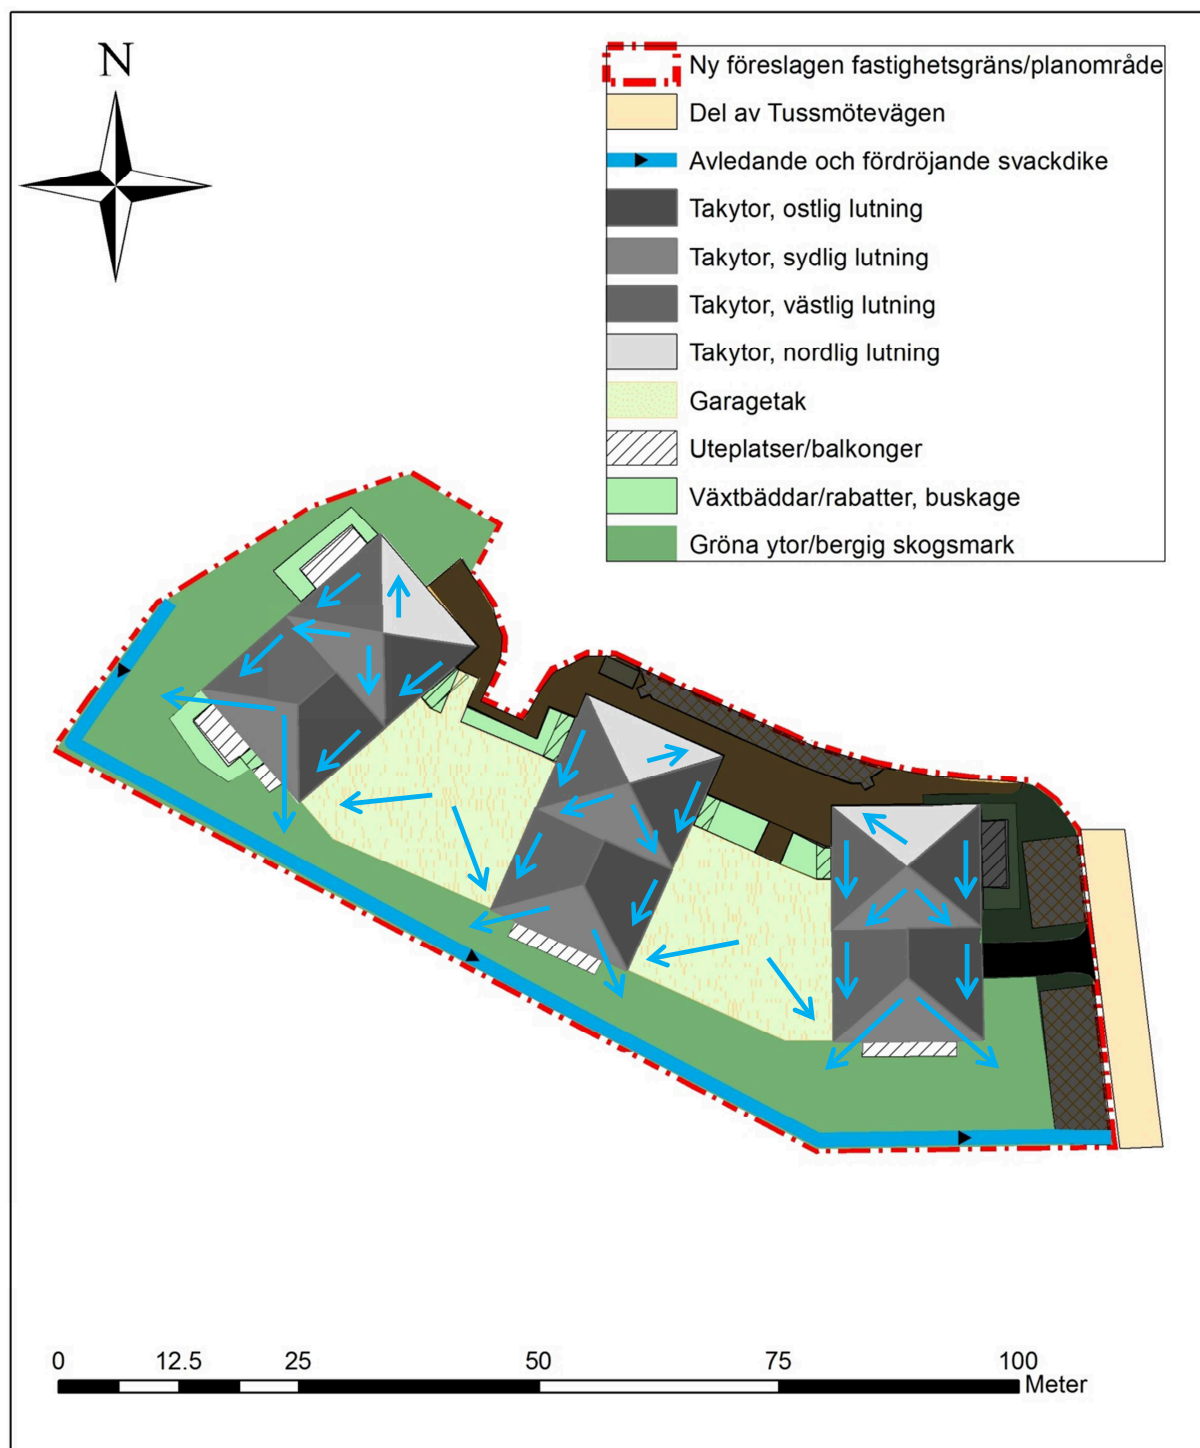 N
Ny föreslagen fastighetsgräns/planområde
Del av Tussmötevägen
Avledande och fördröjande svackdike
Takytor, ostlig lutning
Takytor, sydlig lutning
Takytor, västlig lutning
Takytor, nordlig lutning
Garagetak
Uteplatser/balkonger
Växtbäddar/rabatter, buskage
Gröna ytor/bergig skogsmark
0 12.5 25 50 75 100
Meter